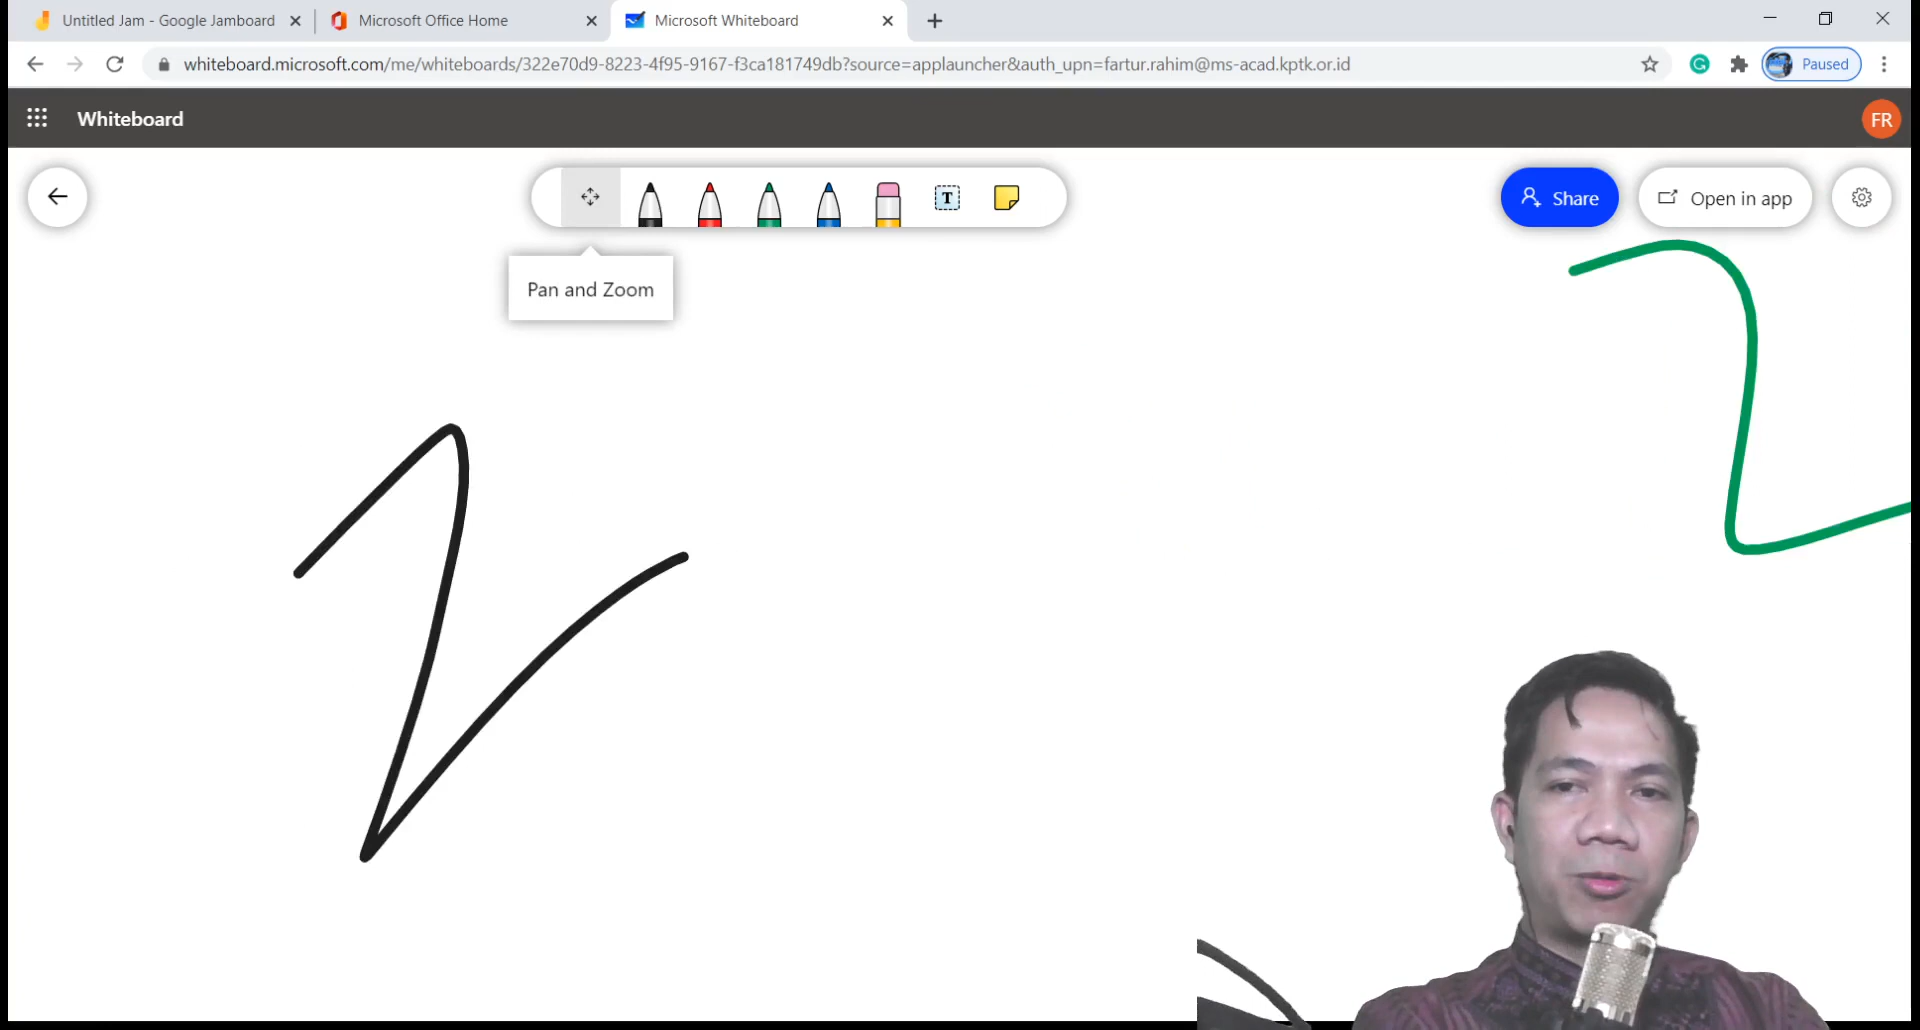 Untitled Jam - Google Jamboard
Microsoft Office Home
Microsoft Whiteboard
whiteboard.microsoft.com/me/whiteboards/322e70d9-8223-4f95-9167-f3ca181749db?source=applauncher&auth_upn=fartur.rahim@ms-acad.kptk.or.id
Paused
Whiteboard
FR
T
Share
Open in app
Pan and Zoom